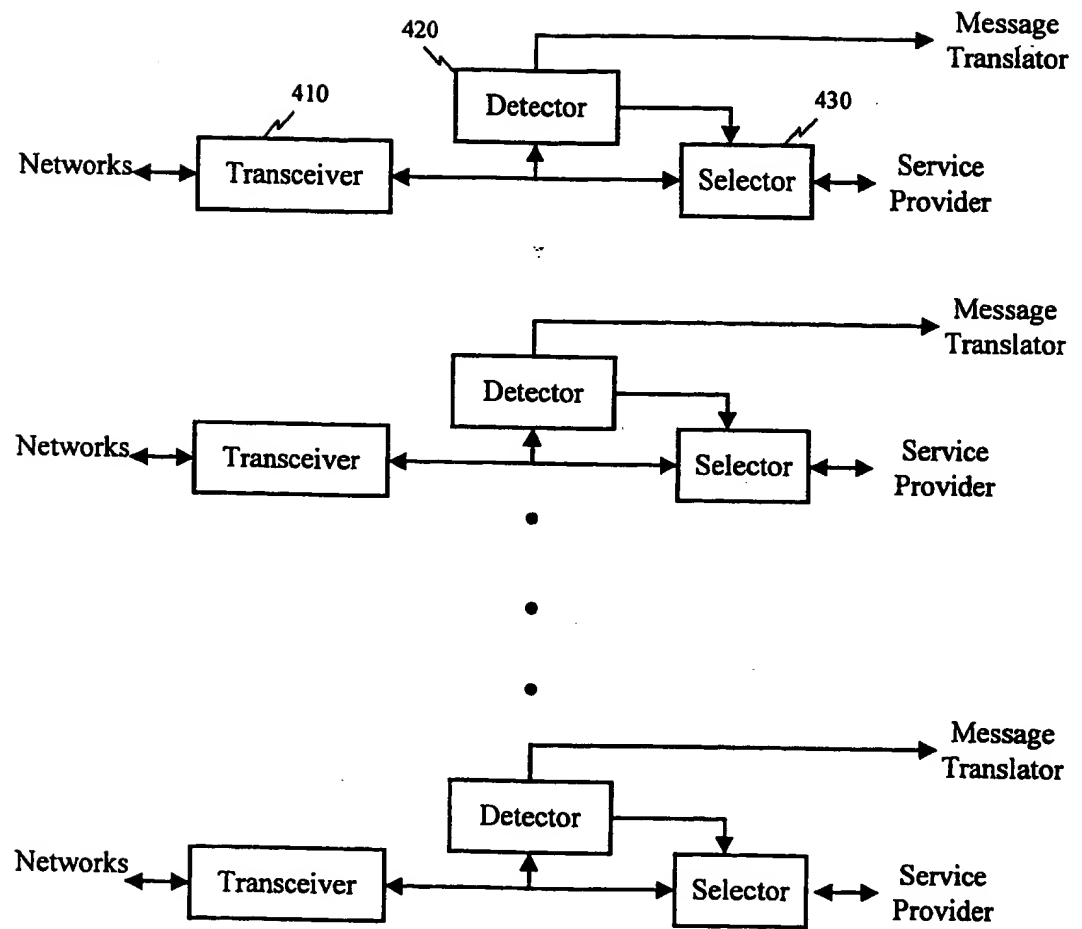 420
Message
Translator
Detector
410
430
Networks
Transceiver
Selector
Service
Provider
Message
Translator
Detector
Networks
Transceiver
Selector
Service
Provider
Message
Translator
Detector
Networks
Transceiver
Selector
Service
Provider